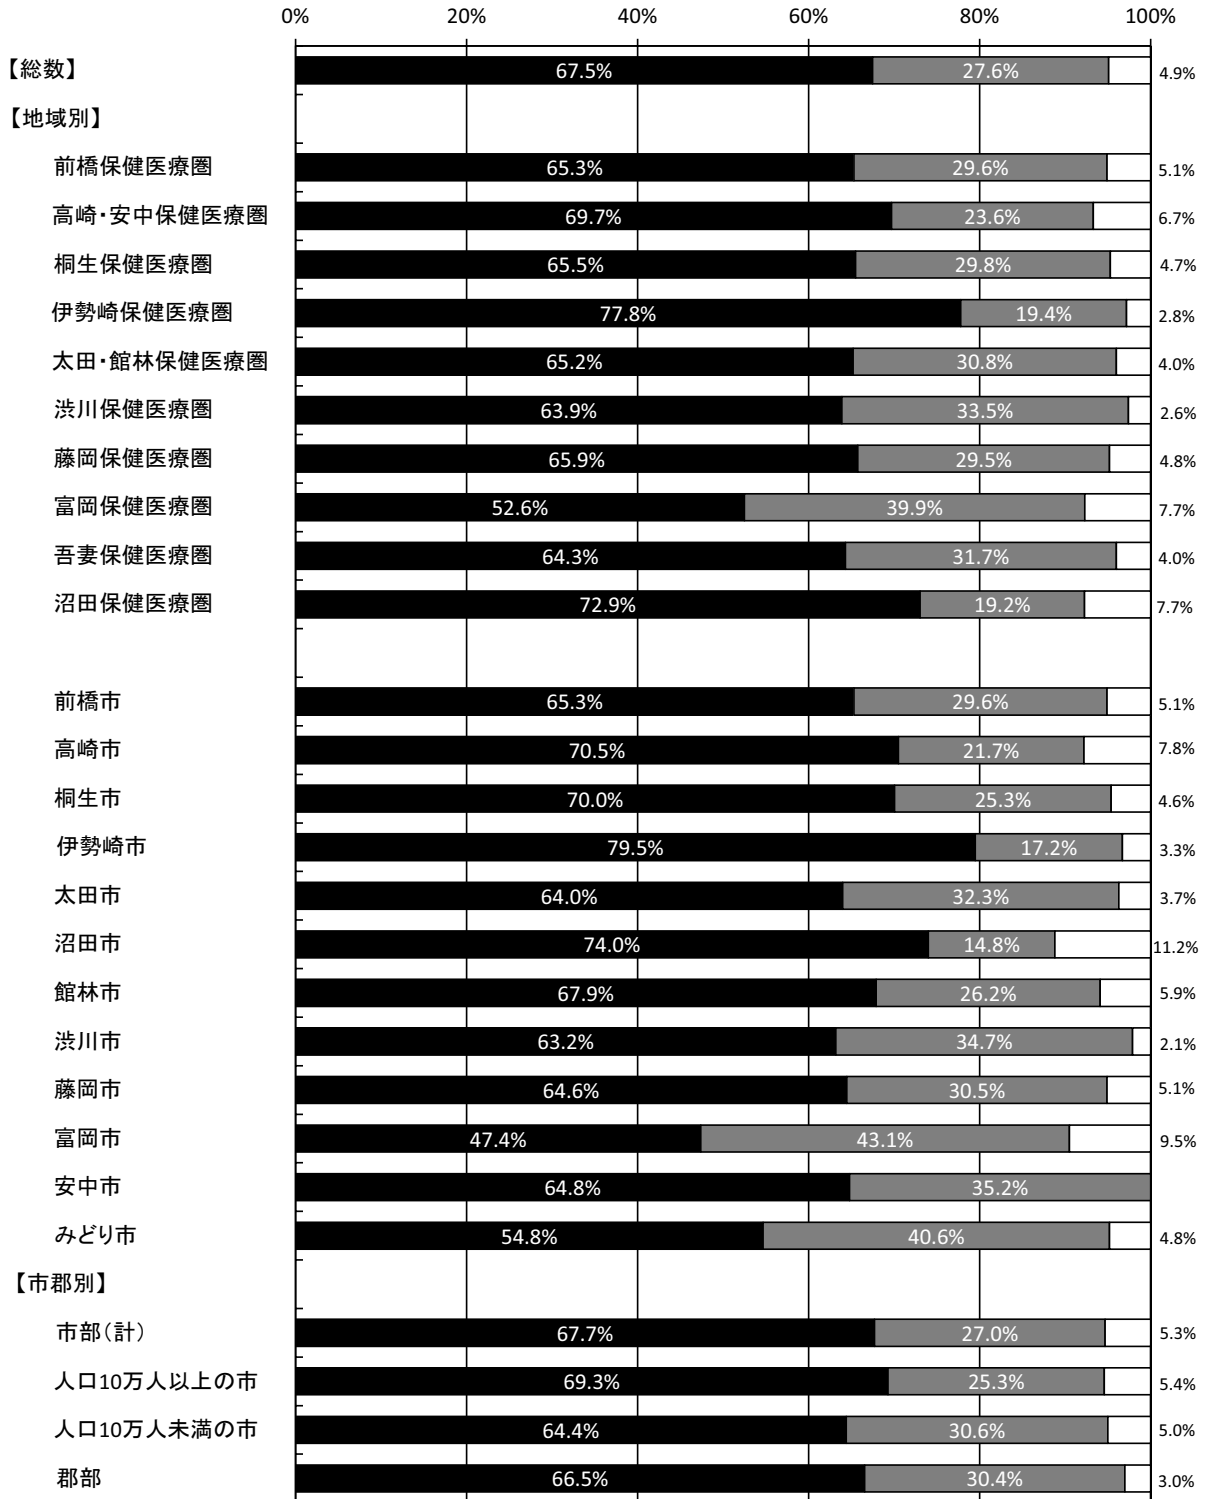 0% 20% 40% 60% 80% 100%
【総数】 67.5% 27.6% 4.9%
【地域別】
前橋保健医療圏 65.3% 29.6% 5.1%
高崎・安中保健医療圏 69.7% 23.6% 6.7%
桐生保健医療圏 65.5% 29.8% 4.7%
伊勢崎保健医療圏 77.8% 19.4% 2.8%
太田・館林保健医療圏 65.2% 30.8% 4.0%
渋川保健医療圏 63.9% 33.5% 2.6%
藤岡保健医療圏 65.9% 29.5% 4.8%
富岡保健医療圏 52.6% 39.9% 7.7%
吾妻保健医療圏 64.3% 31.7% 4.0%
沼田保健医療圏 72.9% 19.2% 7.7%
前橋市 65.3% 29.6% 5.1%
高崎市 70.5% 21.7% 7.8%
桐生市 70.0% 25.3% 4.6%
伊勢崎市 79.5% 17.2% 3.3%
太田市 64.0% 32.3% 3.7%
沼田市 74.0% 14.8% 11.2%
館林市 67.9% 26.2% 5.9%
渋川市 63.2% 34.7% 2.1%
藤岡市 64.6% 30.5% 5.1%
富岡市 47.4% 43.1% 9.5%
安中市 64.8% 35.2%
みどり市 54.8% 40.6% 4.8%
【市郡別】
市部(計) 67.7% 27.0% 5.3%
人口10万人以上の市 69.3% 25.3% 5.4%
人口10万人未満の市 64.4% 30.6% 5.0%
郡部 66.5% 30.4% 3.0%